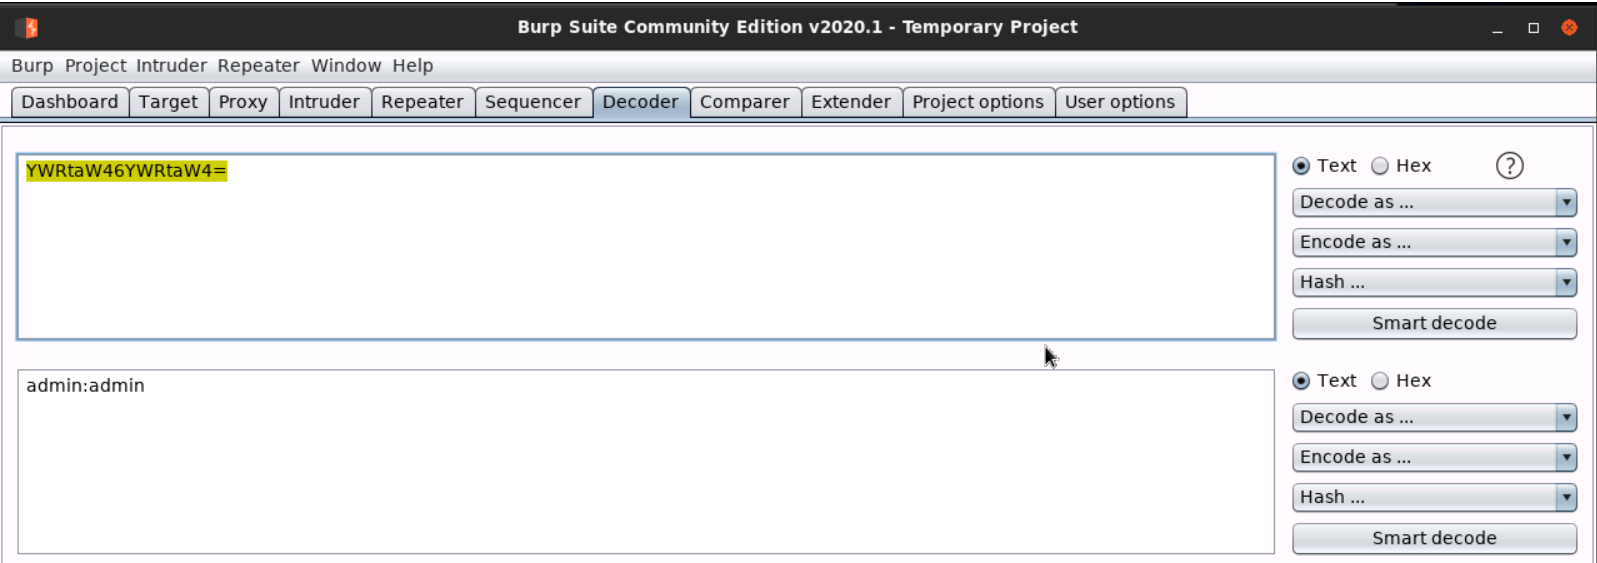 Burp Suite Community Edition v2020.1 - Temporary Project
Burp Project Intruder Repeater Window Help
Dashboard Target Proxy Intruder Repeater Sequencer Decoder Comparer Extender Project options User options
YWRtaW46YWRtaW4=
Text Hex ?
Decode as ...
Encode as ...
Hash ...
Smart decode
admin:admin
Text Hex
Decode as ...
Encode as ...
Hash ...
Smart decode